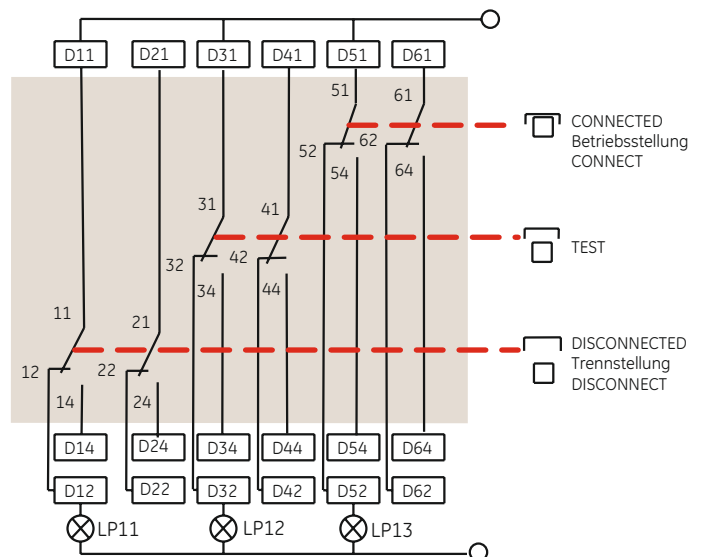 D11 D21 D31 D41 D51 D61
51 61
CONNECTED
Betriebsstellung
CONNECT
52 62
54 64
31 41
TEST
32 42
34 44
11 21
DISCONNECTED
Trennstellung
DISCONNECT
12 22
14 24
D14 D24 D34 D44 D54 D64
D12 D22 D32 D42 D52 D62
LP11 LP12 LP13